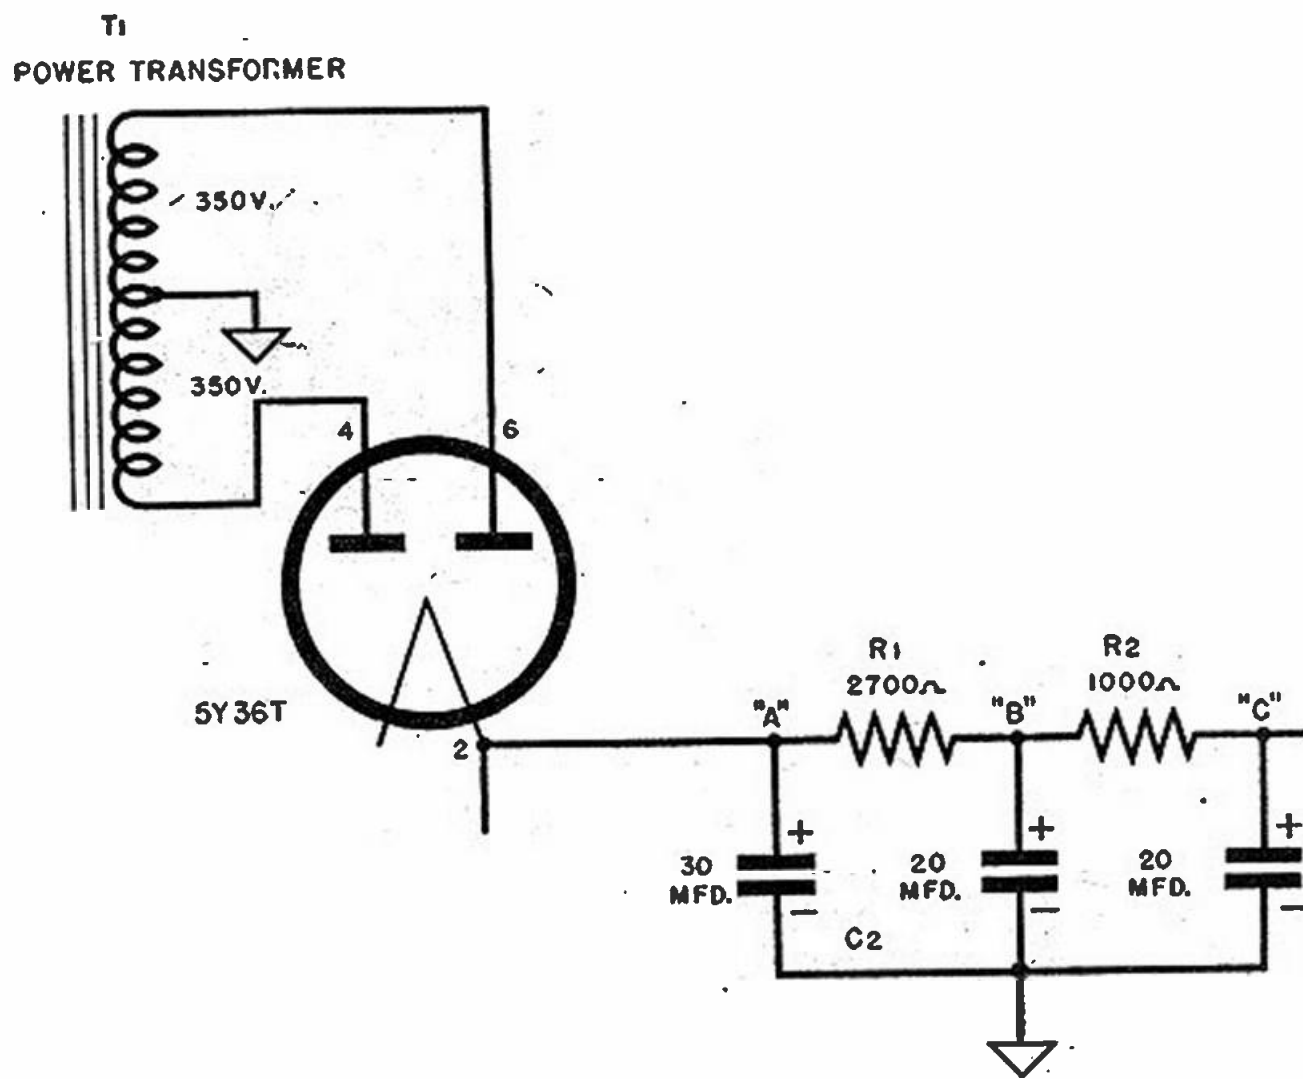 T1
POWER TRANSFORMER
350V.
350V.
4
6
5Y36T
2
"A"
R1
2700Ω
"B"
R2
1000Ω
"C"
+
+
+
30
MFD.
20
MFD.
20
MFD.
−
−
−
C2